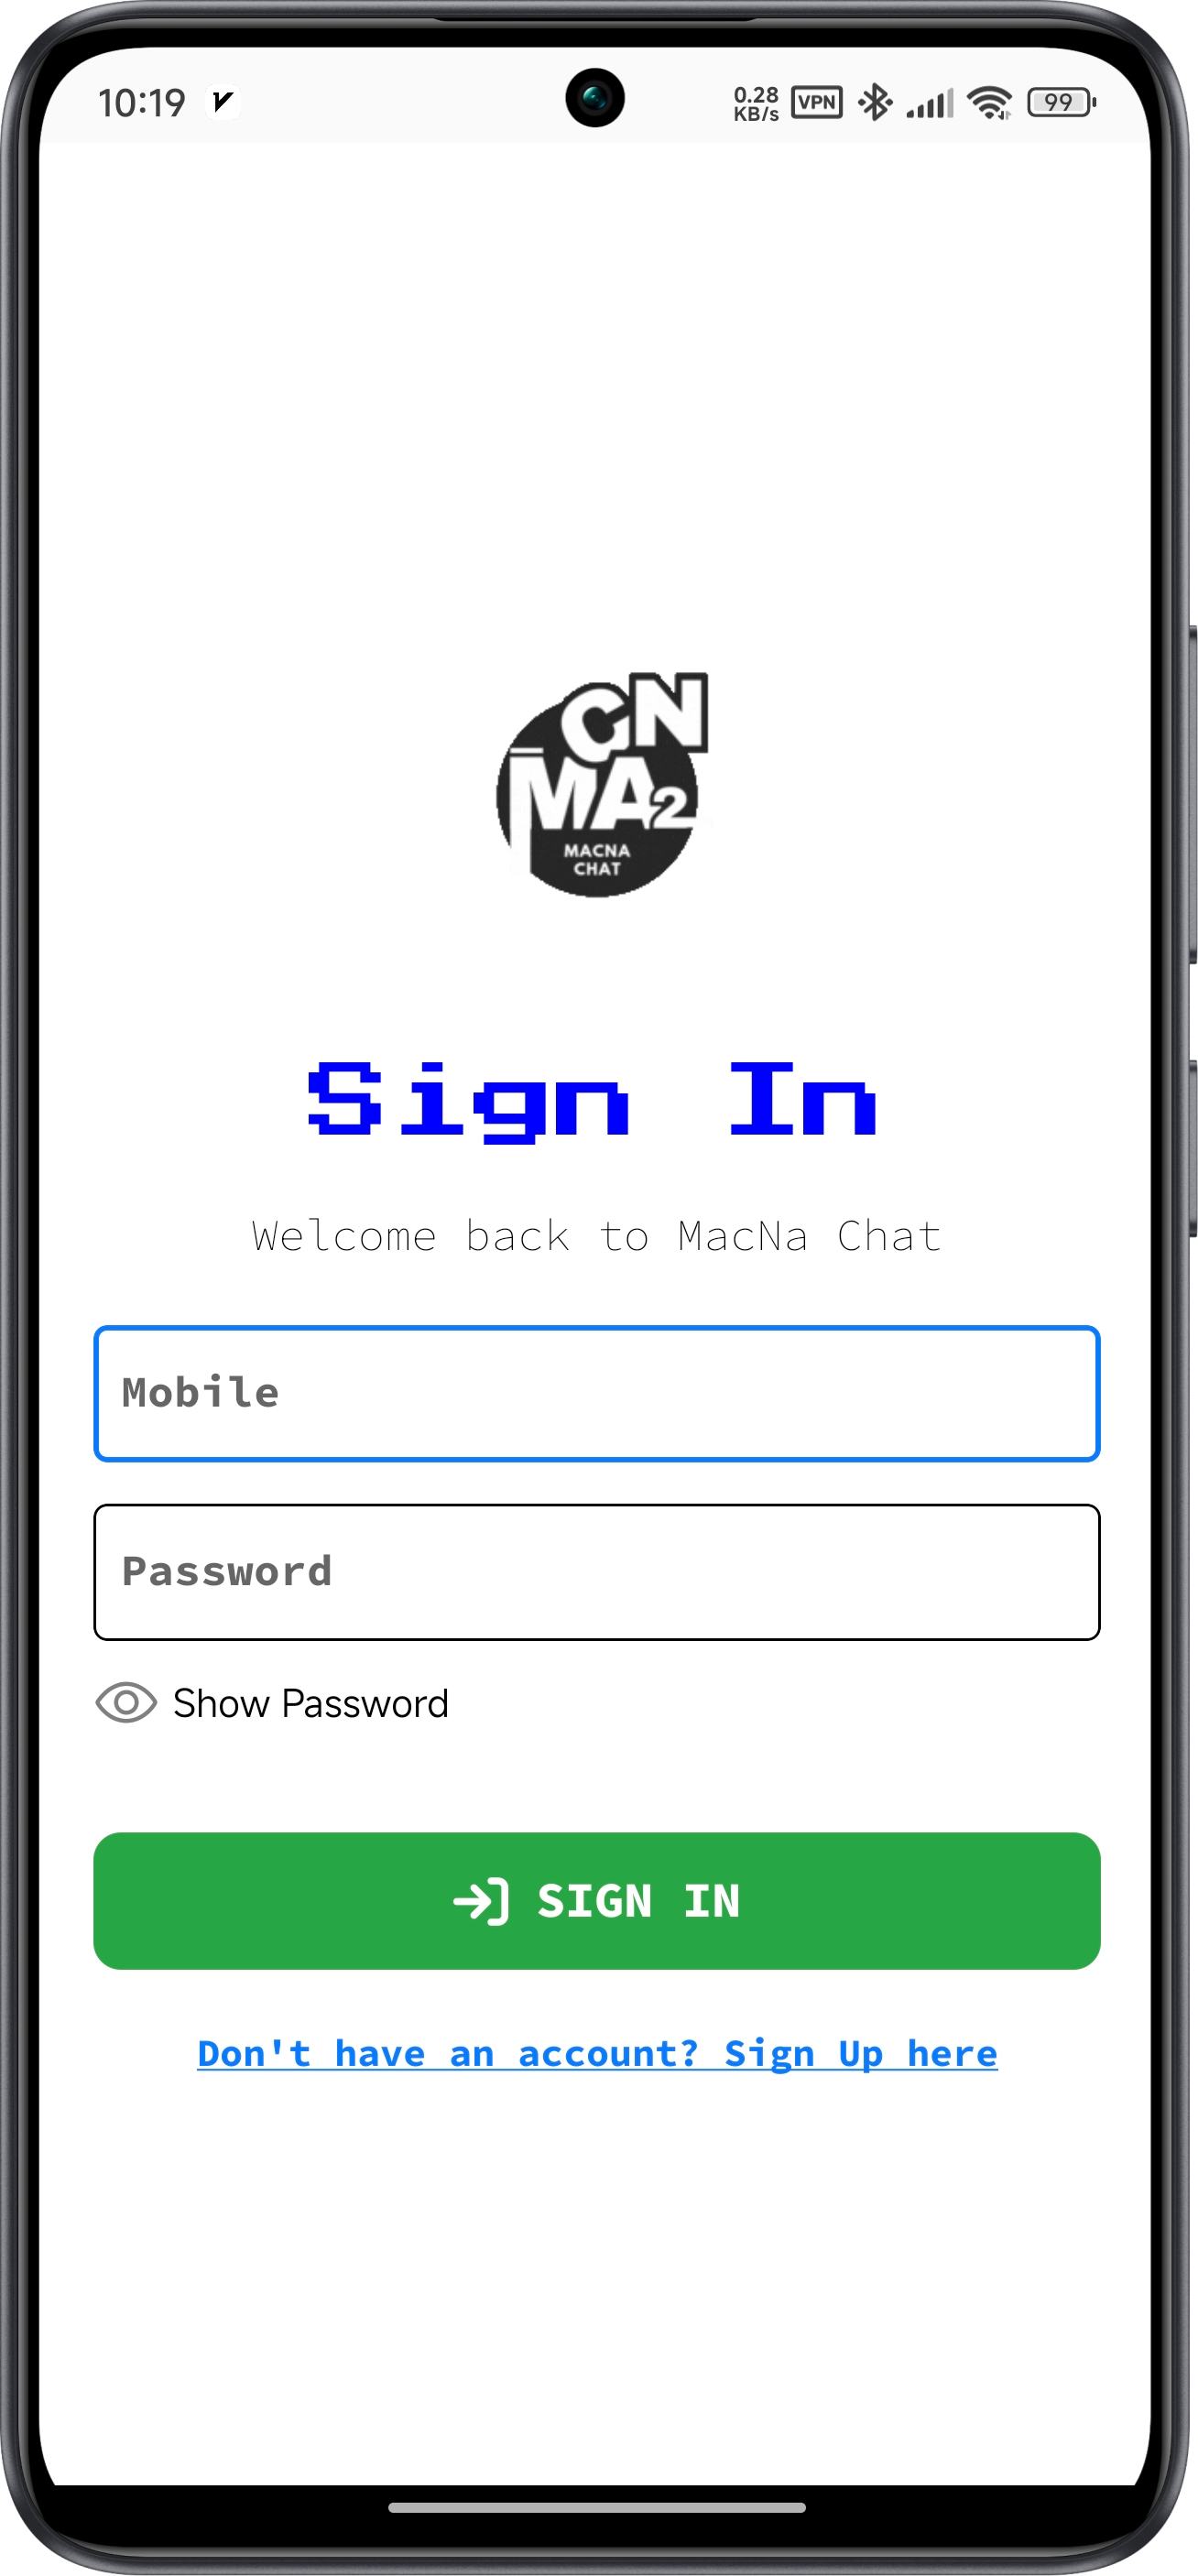 10:19
0.28
KB/s
VPN
99
CN
MA2
MACNA
CHAT
Sign In
Welcome back to MacNa Chat
Mobile
Password
Show Password
SIGN IN
Don't have an account? Sign Up here